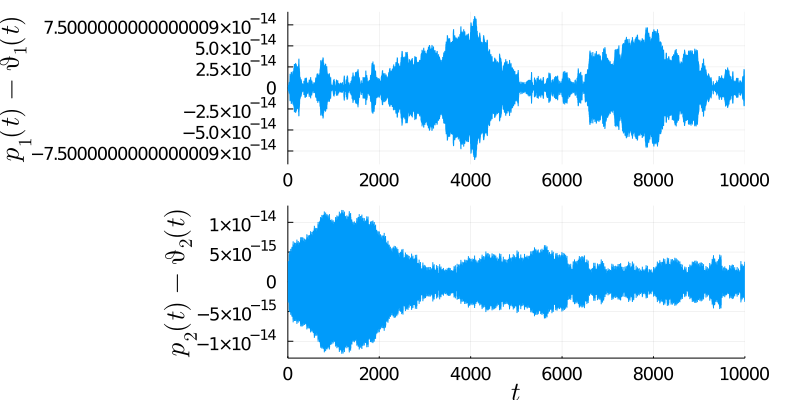 p₁(t) − ϑ₁(t)
7.5000000000000009×10⁻¹⁴
5.0×10⁻¹⁴
2.5×10⁻¹⁴
0
−2.5×10⁻¹⁴
−5.0×10⁻¹⁴
−7.5000000000000009×10⁻¹⁴
0 2000 4000 6000 8000 10000
p₂(t) − ϑ₂(t)
1×10⁻¹⁴
5×10⁻¹⁵
0
−5×10⁻¹⁵
−1×10⁻¹⁴
0 2000 4000 6000 8000 10000
t